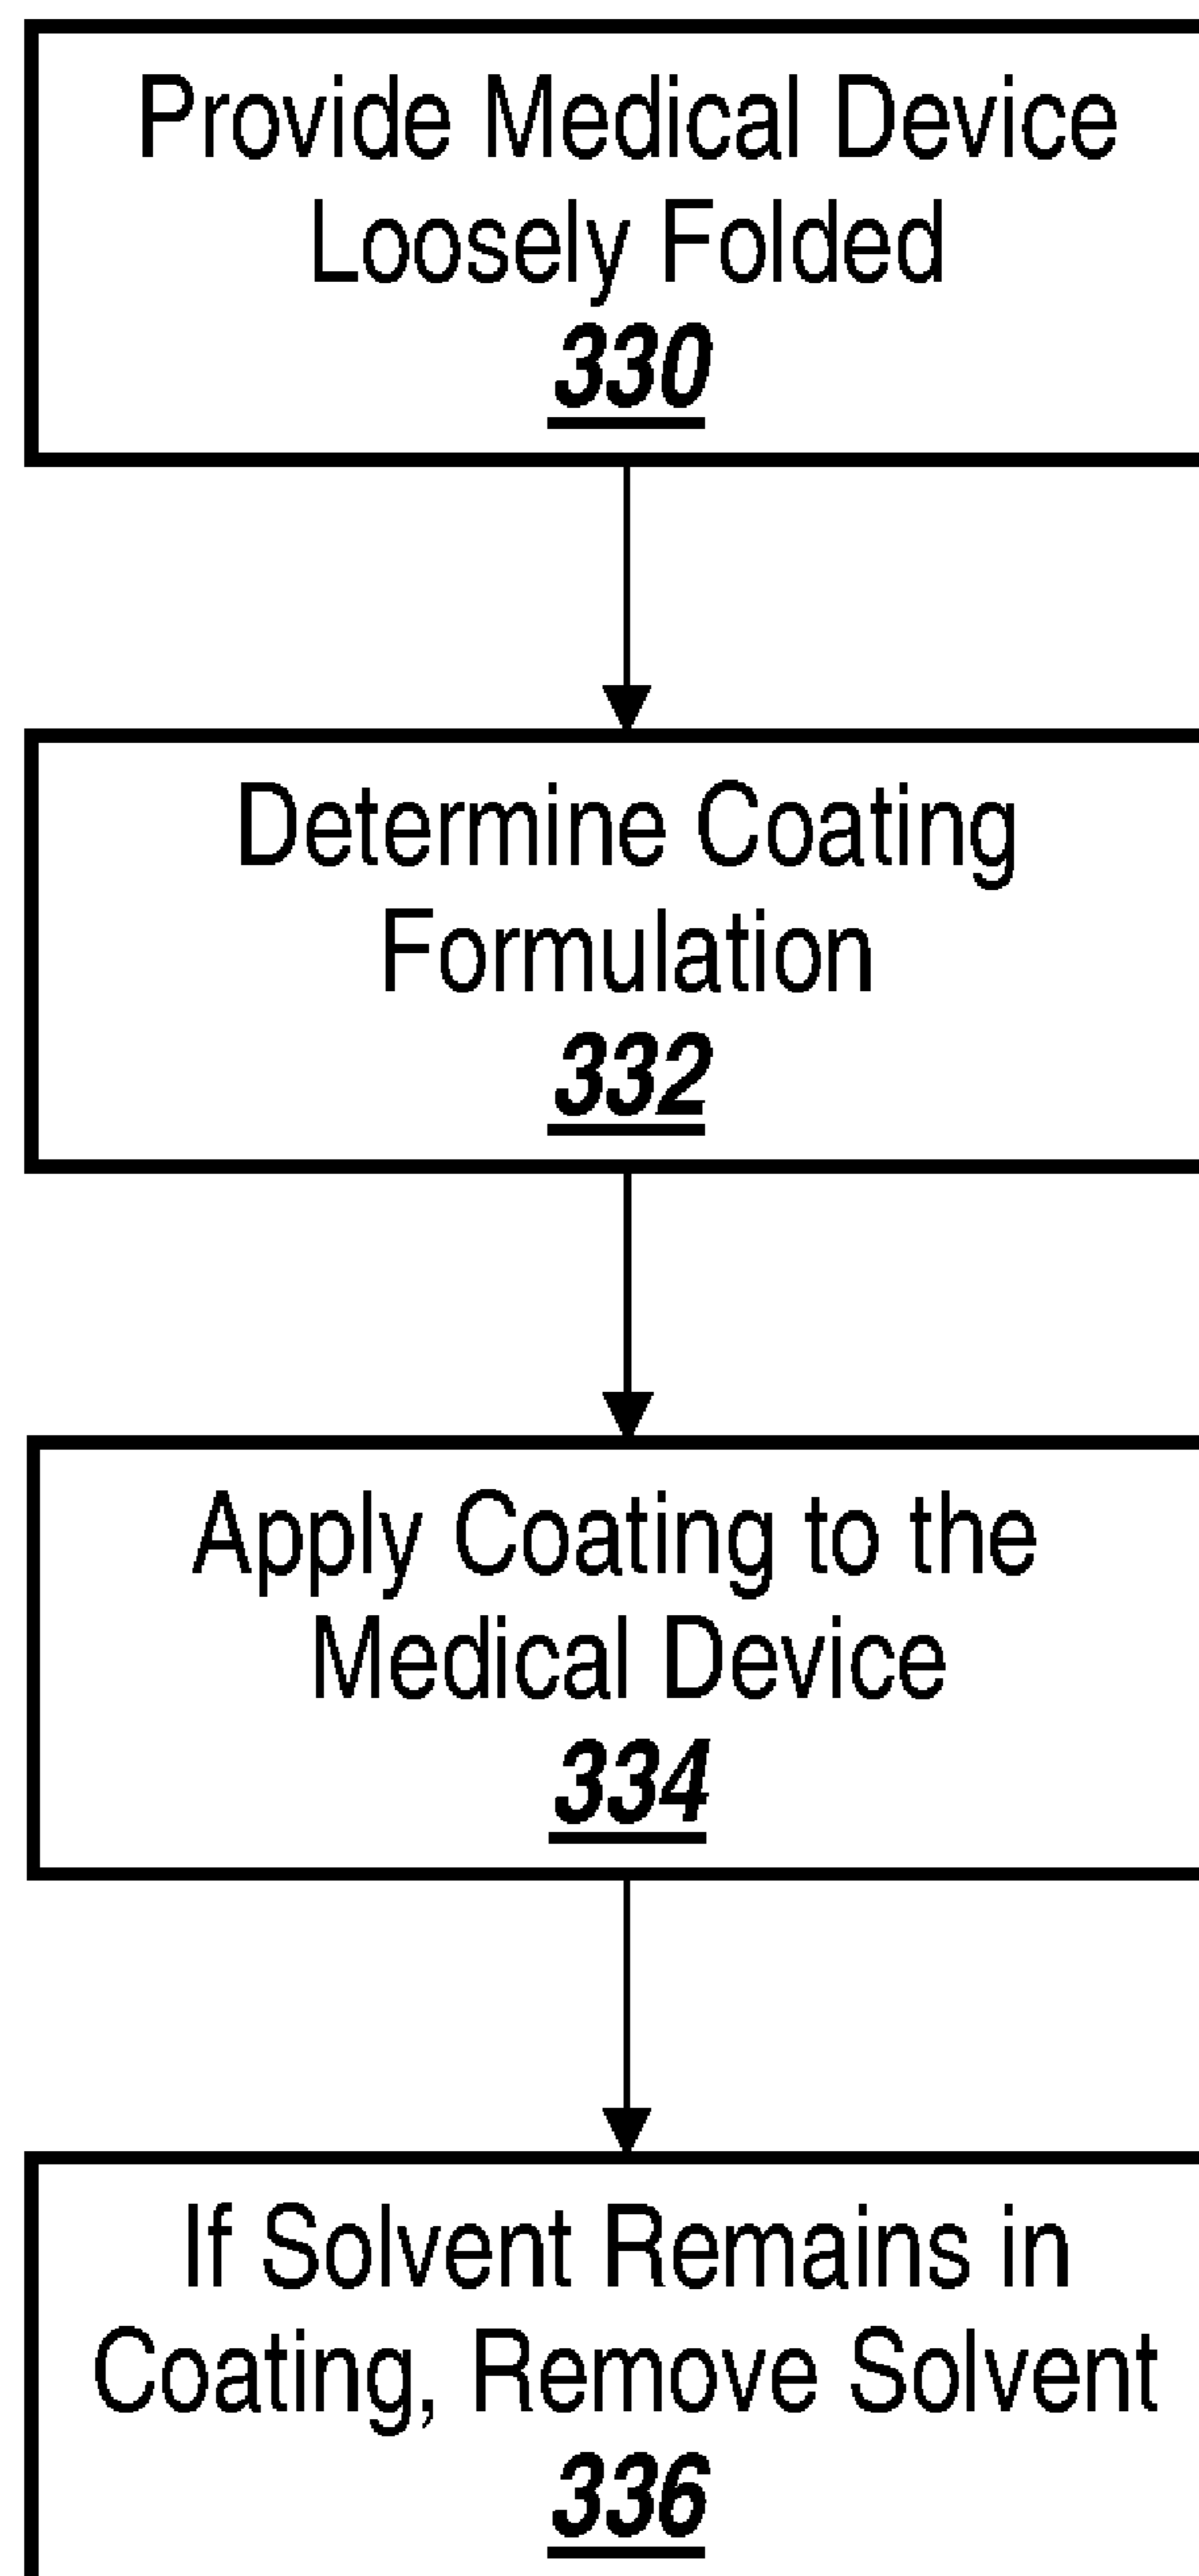 Provide Medical Device
Loosely Folded
330
Determine Coating
Formulation
332
Apply Coating to the
Medical Device
334
If Solvent Remains in
Coating, Remove Solvent
336